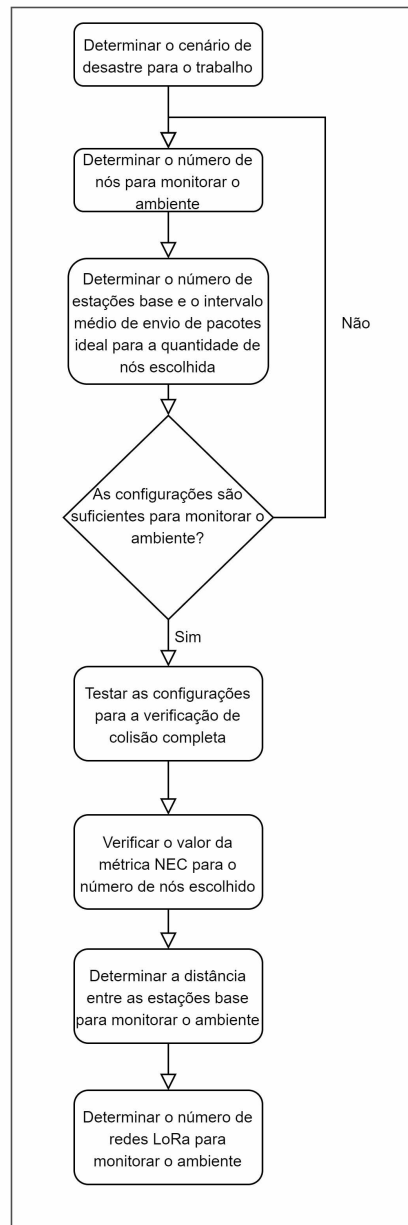 Determinar o cenário de
desastre para o trabalho
Determinar o número de
nós para monitorar o
ambiente
Determinar o número de
estações base e o intervalo
médio de envio de pacotes
ideal para a quantidade de
nós escolhida
Não
As configurações são
suficientes para monitorar o
ambiente?
Sim
Testar as configurações
para a verificação de
colisão completa
Verificar o valor da
métrica NEC para o
número de nós escolhido
Determinar a distância
entre as estações base
para monitorar o ambiente
Determinar o número de
redes LoRa para
monitorar o ambiente